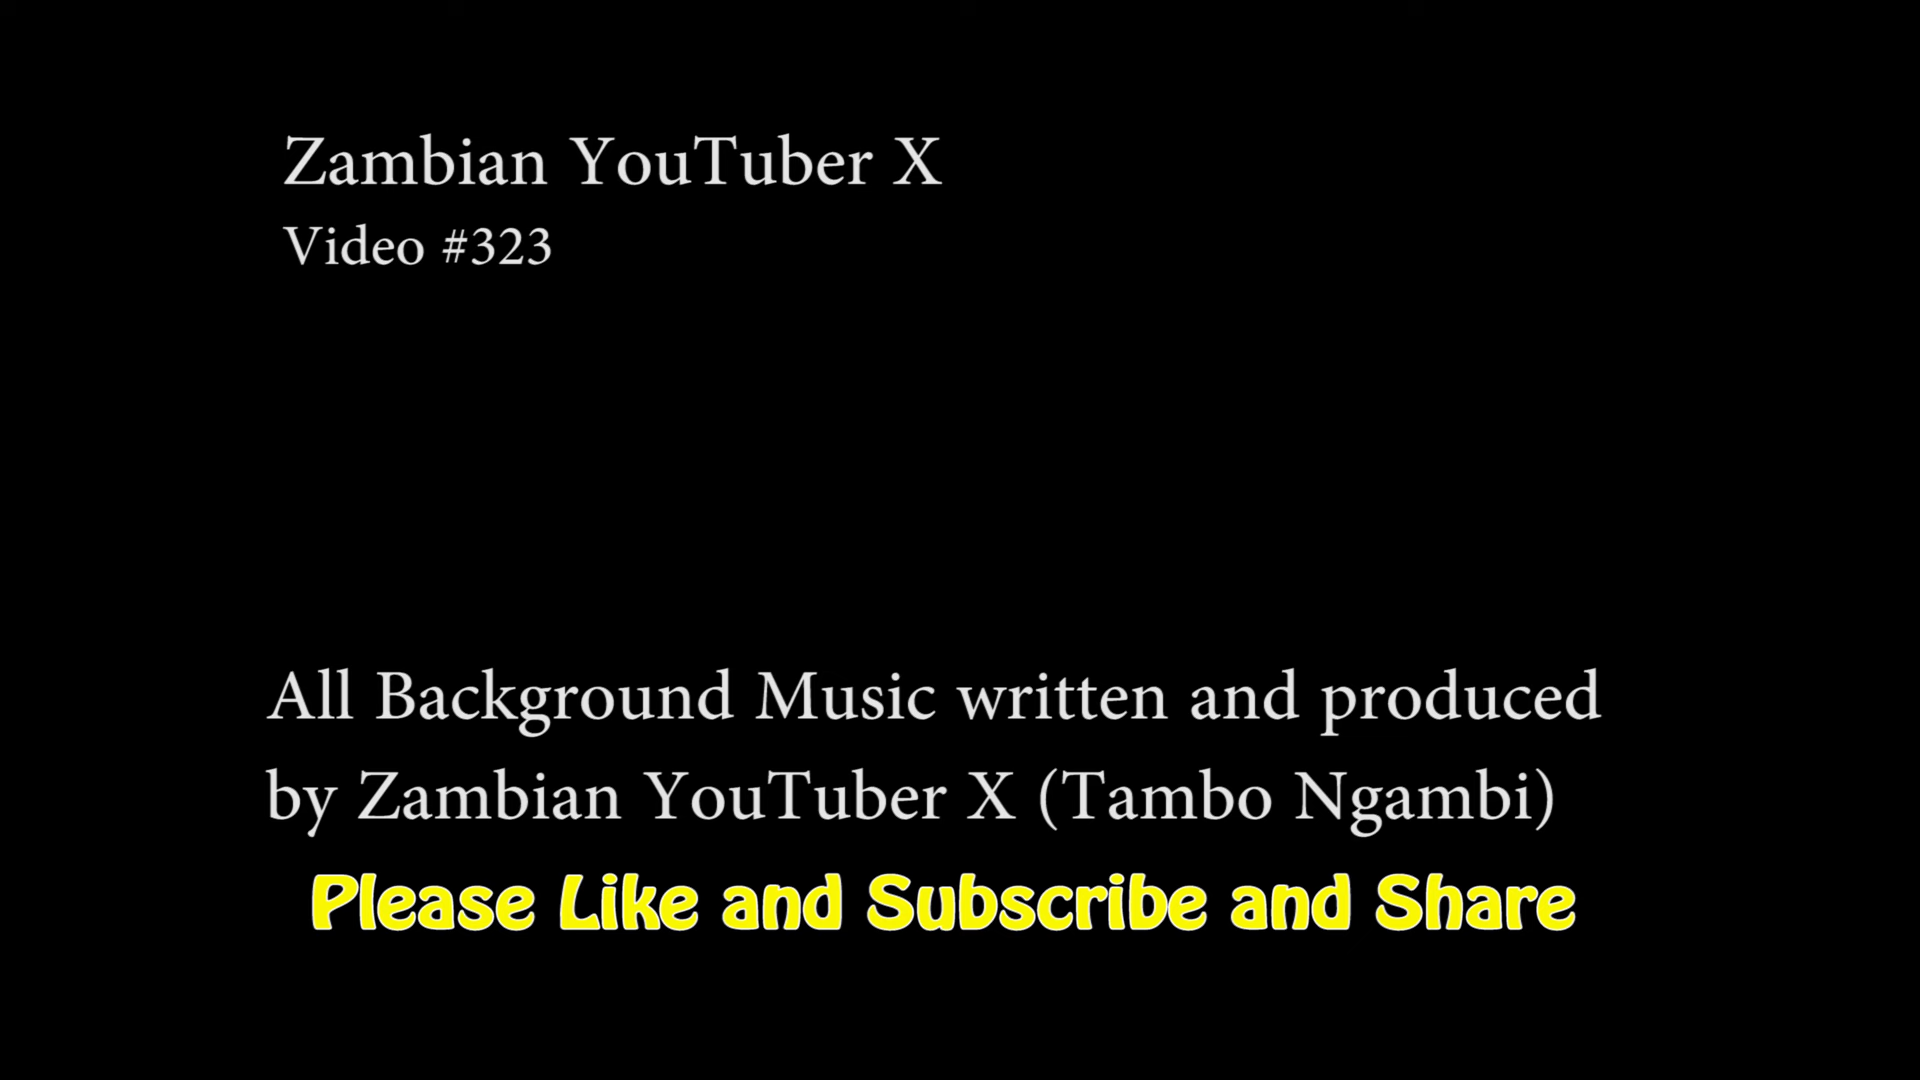 Zambian YouTuber X
Video #323
All Background Music written and produced
by Zambian YouTuber X (Tambo Ngambi)
Please Like and Subscribe and Share